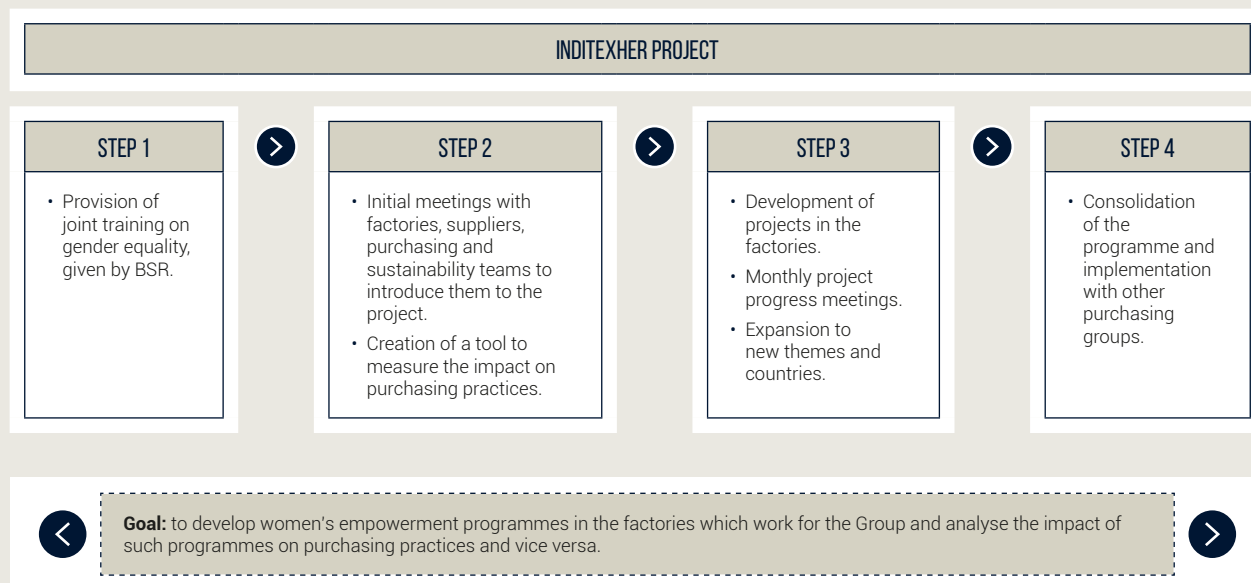 INDITEXHER PROJECT
STEP 1
• Provision of
joint training on
gender equality,
given by BSR.
STEP 2
• Initial meetings with
factories, suppliers,
purchasing and
sustainability teams to
introduce them to the
project.
• Creation of a tool to
measure the impact on
purchasing practices.
STEP 3
• Development of
projects in the
factories.
• Monthly project
progress meetings.
• Expansion to
new themes and
countries.
STEP 4
• Consolidation
of the
programme and
implementation
with other
purchasing
groups.
Goal: to develop women's empowerment programmes in the factories which work for the Group and analyse the impact of
such programmes on purchasing practices and vice versa.